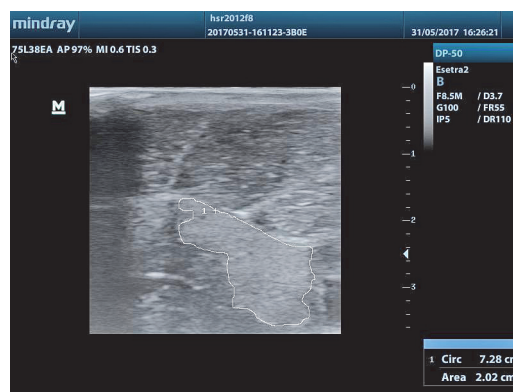 mindray
hsr2012f8
20170531-161123-3B0E
31/05/2017 16:26:21
75L38EA AP 97% MI 0.6 TIS 0.3
DP-50
Esetra2
B
F8.5M / D3.7
G100 / FR55
IP5 / DR110
M
0
1
2
3
1
1 Circ 7.28 cm
Area 2.02 cm